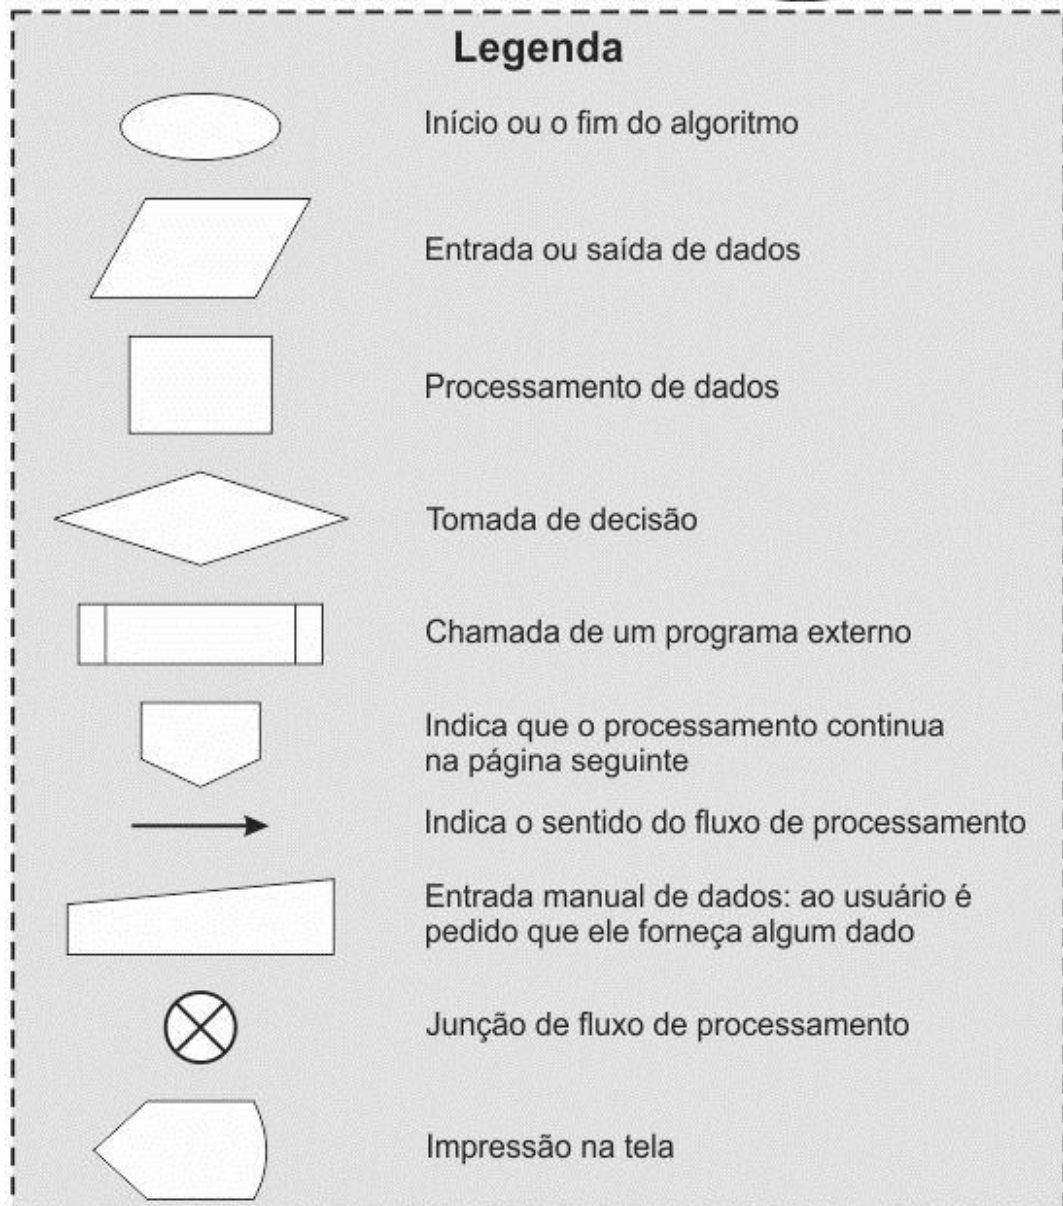 Legenda
Início ou o fim do algoritmo
Entrada ou saída de dados
Processamento de dados
Tomada de decisão
Chamada de um programa externo
Indica que o processamento continua
na página seguinte
Indica o sentido do fluxo de processamento
Entrada manual de dados: ao usuário é
pedido que ele forneça algum dado
Junção de fluxo de processamento
Impressão na tela